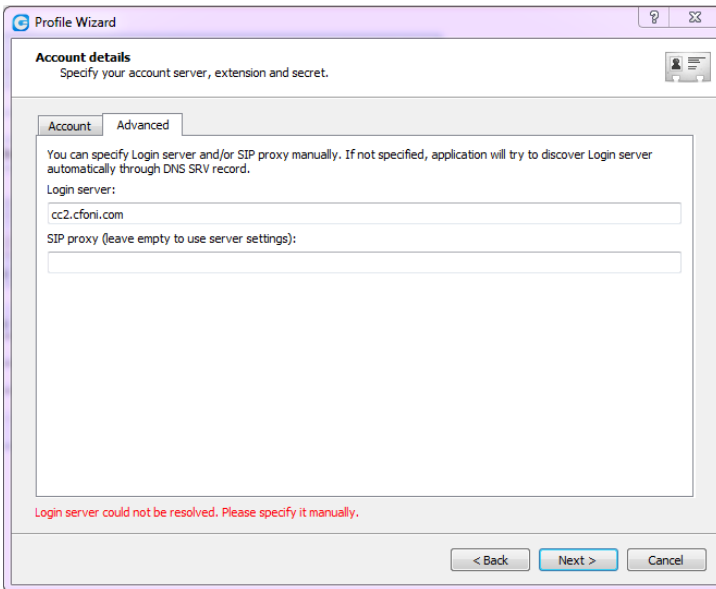 Profile Wizard
Account details
Specify your account server, extension and secret.
Account
Advanced
You can specify Login server and/or SIP proxy manually. If not specified, application will try to discover Login server
automatically through DNS SRV record.
Login server:
cc2.cfoni.com
SIP proxy (leave empty to use server settings):
Login server could not be resolved. Please specify it manually.
< Back
Next >
Cancel